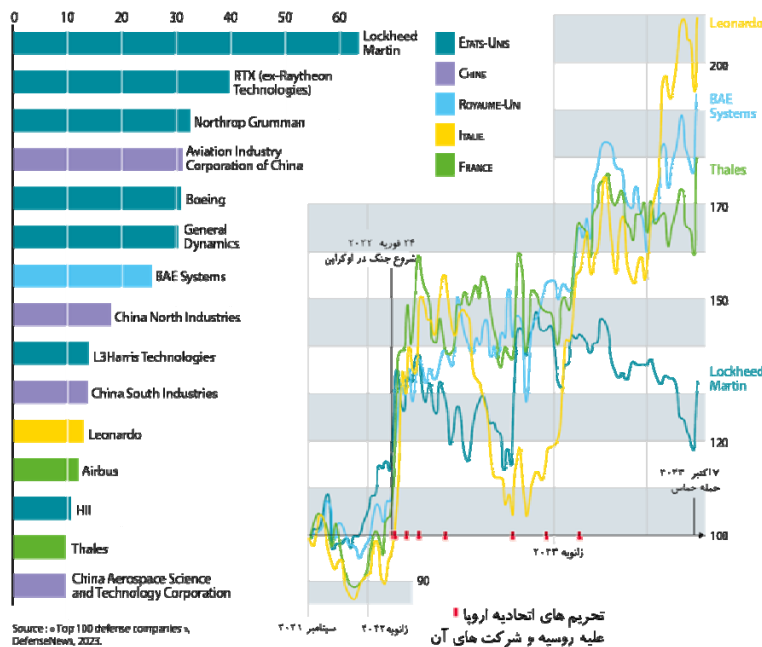 0 10 20 30 40 50 60
Lockheed
Martin
RTX (ex-Raytheon
Technologies)
Northrop Grumman
Aviation Industry
Corporation of China
Boeing
General
Dynamics
BAE Systems
China North Industries
L3Harris Technologies
China South Industries
Leonardo
Airbus
HII
Thales
China Aerospace Science
and Technology Corporation
Source : « Top 100 defense companies »,
DefenseNews, 2023.
ÉTATS-UNIS
CHINE
ROYAUME-UNI
ITALIE
FRANCE
Leonardo
200
BAE
Systems
Thales
170
۲۴ فوریه ۲۰۲۲
شروع جنگ در اوکراین
150
Lockheed
Martin
120
۷ اکتبر ۲۰۲۳
حمله حماس
100
ژانویه ۲۰۲۳
90
سپتامبر ۲۰۲۱
ژانویه ۲۰۲۲
تحریم های اتحادیه اروپا
علیه روسیه و شرکت های آن